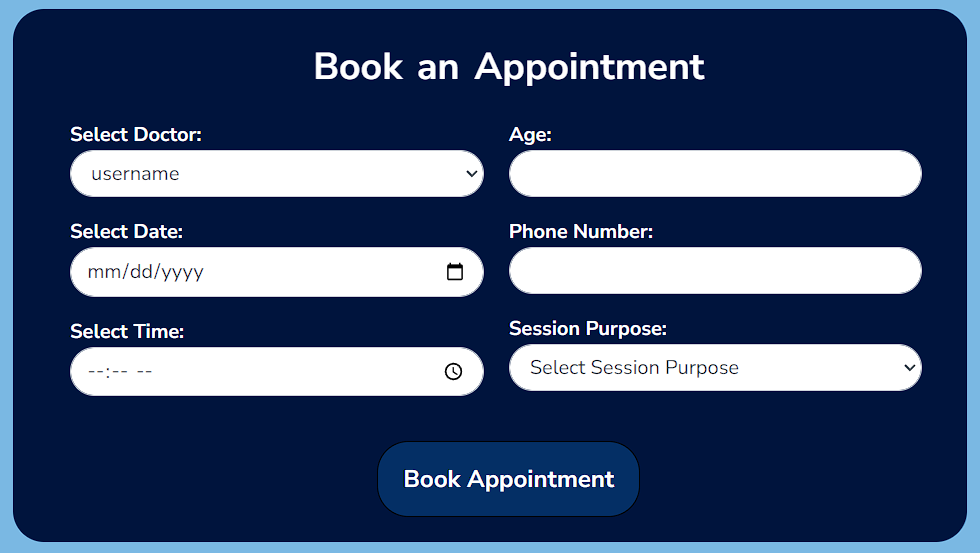 Book an Appointment
Select Doctor:
username
Age:
Select Date:
mm/dd/yyyy
Phone Number:
Select Time:
--:-- --
Session Purpose:
Select Session Purpose
Book Appointment